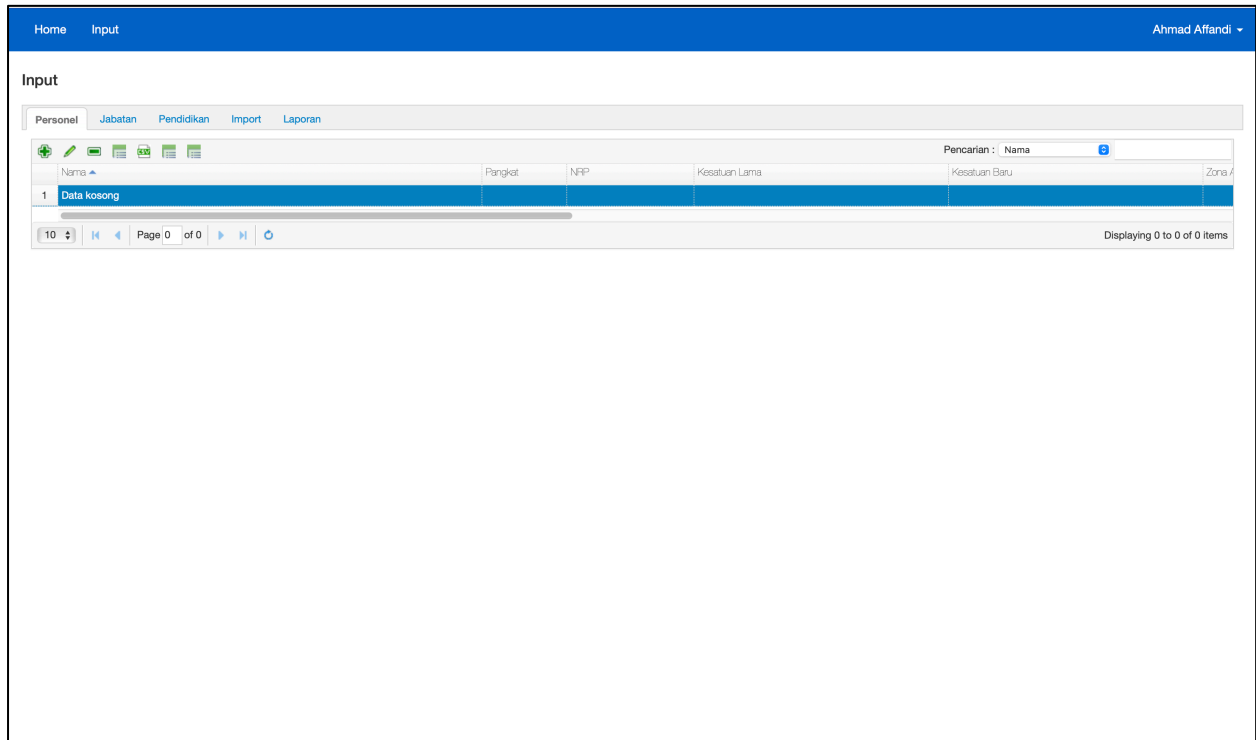 Home Input Ahmad Affandi
Input
Personel Jabatan Pendidikan Import Laporan
Pencarian : Nama
Nama Pangkat NRP Kesatuan Lama Kesatuan Baru Zona A
1 Data kosong
10 Page 0 of 0 Displaying 0 to 0 of 0 items